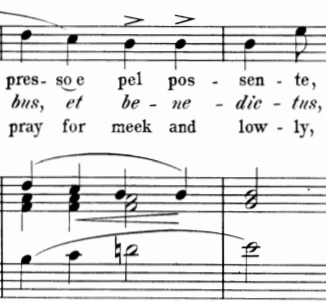 pres - so e pel pos - sen - te,
bus, et be - ne - dic - tus,
pray for meek and low - ly,